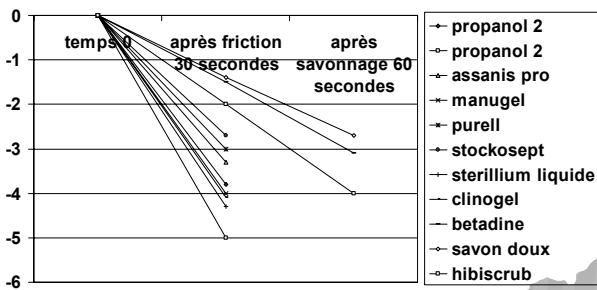 0
-1
-2
-3
-4
-5
-6
temps 0
après friction
30 secondes
après
savonnage 60
secondes
propanol 2
propanol 2
assanis pro
manugel
purell
stockosept
sterillium liquide
clinogel
betadine
savon doux
hibiscrub